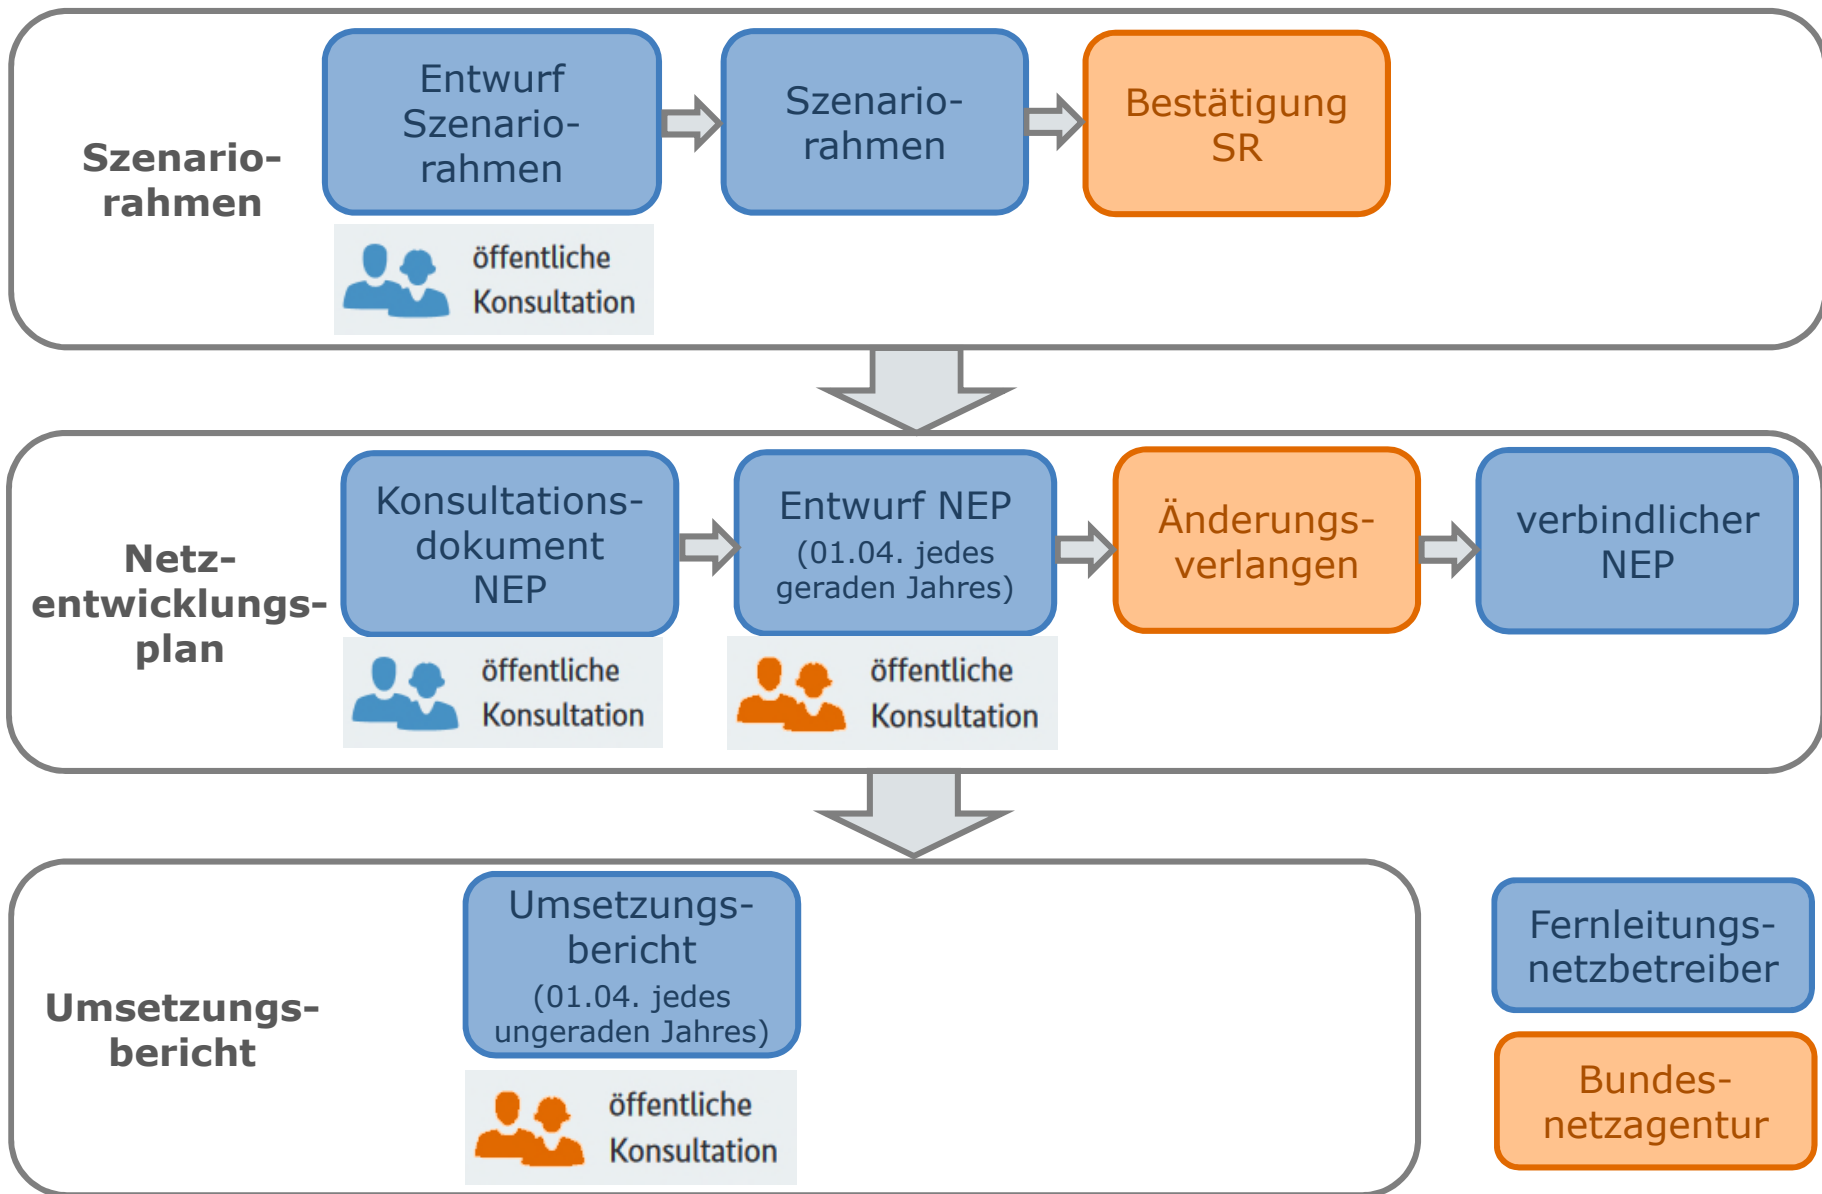 Szenario-
rahmen
Entwurf
Szenario-
rahmen
Szenario-
rahmen
Bestätigung
SR
öffentliche
Konsultation
Netz-
entwicklungs-
plan
Konsultations-
dokument
NEP
Entwurf NEP
(01.04. jedes
geraden Jahres)
Änderungs-
verlangen
verbindlicher
NEP
öffentliche
Konsultation
öffentliche
Konsultation
Umsetzungs-
bericht
Umsetzungs-
bericht
(01.04. jedes
ungeraden Jahres)
öffentliche
Konsultation
Fernleitungs-
netzbetreiber
Bundes-
netzagentur